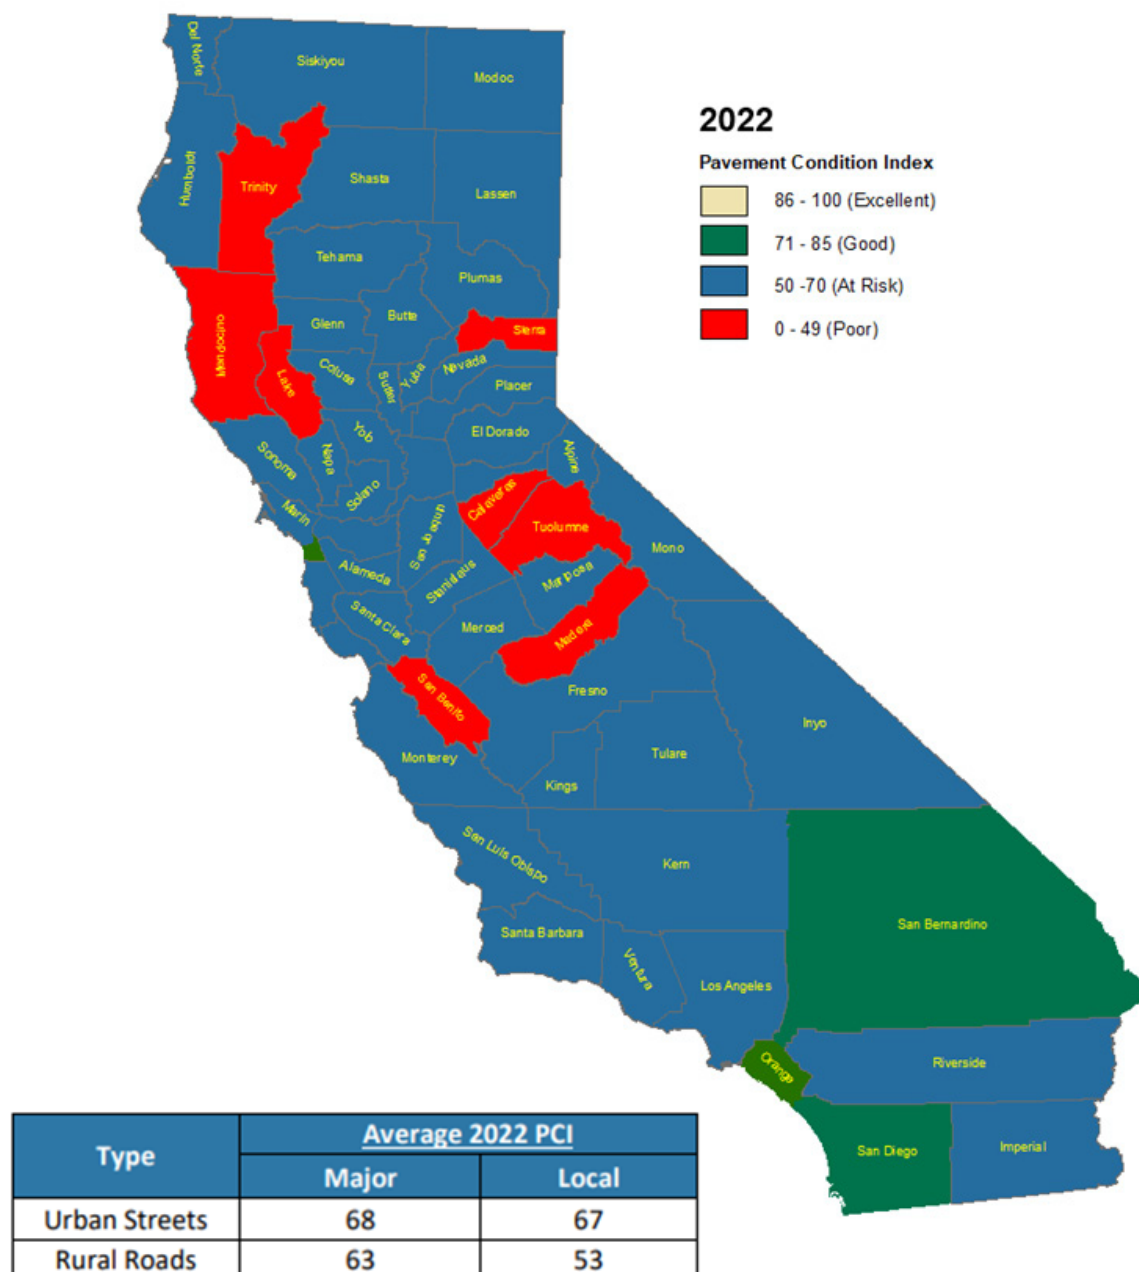 Del Norte
Siskiyou
Modoc
2022
Pavement Condition Index
86 - 100 (Excellent)
71 - 85 (Good)
50 -70 (At Risk)
0 - 49 (Poor)
Humboldt
Trinity
Shasta
Lassen
Tehama
Plumas
Mendocino
Glenn
Butte
Sierra
Lake
Colusa
Sutter
Yuba
Nevada
Placer
Sonoma
Napa
Yolo
El Dorado
Alpine
Solano
Marin
San Joaquin
Calaveras
Tuolumne
Mono
Alameda
Stanislaus
Mariposa
Santa Clara
Merced
Madera
San Benito
Fresno
Inyo
Monterey
Kings
Tulare
San Luis Obispo
Kern
Santa Barbara
San Bernardino
Ventura
Los Angeles
Orange
Riverside
San Diego
Imperial
Type
Average 2022 PCI
Major
Local
Urban Streets 68 67
Rural Roads 63 53